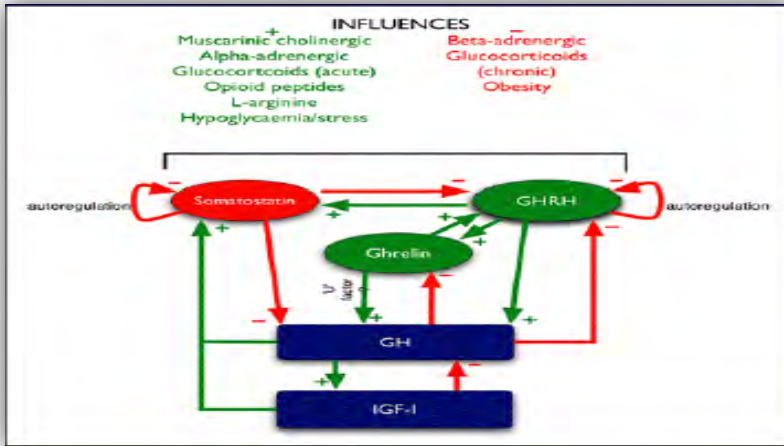 INFLUENCES
+
Muscarinic cholinergic
Alpha-adrenergic
Glucocortcoids (acute)
Opioid peptides
L-arginine
Hypoglycaemia/stress
−
Beta-adrenergic
Glucocorticoids
(chronic)
Obesity
autoregulation
−
Somatostatin
−
+
−
GHRH
−
autoregulation
+
+
+
−
Ghrelin
−
'U'
factor
−
+
+
GH
+
−
IGF-I